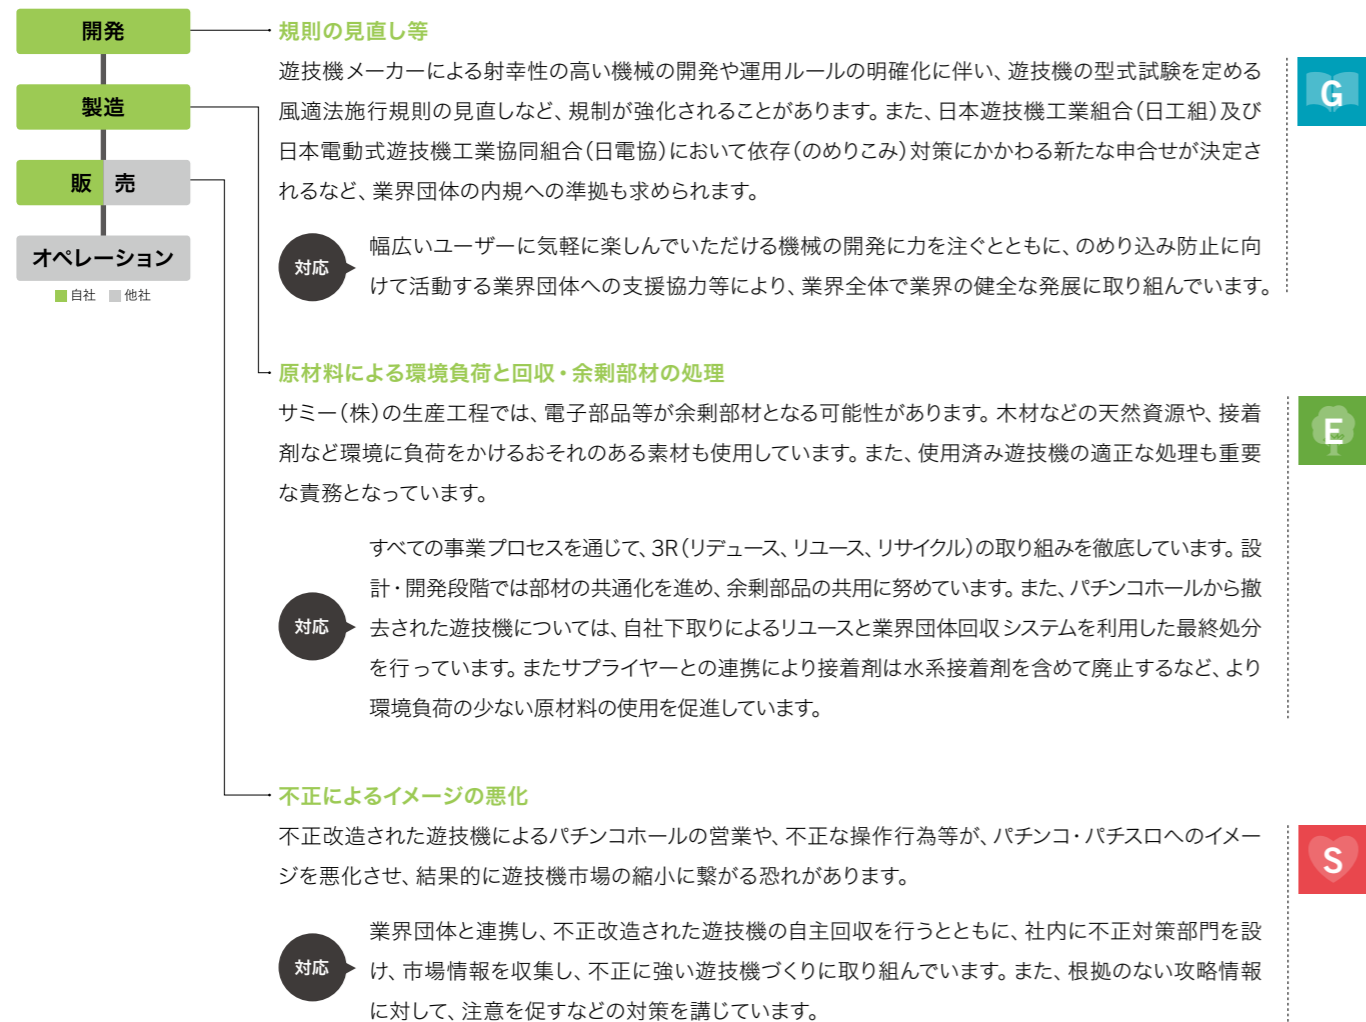 開発
製造
販 売
オペレーション
自社 他社
規則の見直し等
遊技機メーカーによる射幸性の高い機械の開発や運用ルールの明確化に伴い、遊技機の型式試験を定める
風適法施行規則の見直しなど、規制が強化されることがあります。また、日本遊技機工業組合(日工組)及び
日本電動式遊技機工業協同組合(日電協)において依存(のめりこみ)対策にかかわる新たな申合せが決定さ
れるなど、業界団体の内規への準拠も求められます。
対応
幅広いユーザーに気軽に楽しんでいただける機械の開発に力を注ぐとともに、のめり込み防止に向
けて活動する業界団体への支援協力等により、業界全体で業界の健全な発展に取り組んでいます。
G
原材料による環境負荷と回収・余剰部材の処理
サミー(株)の生産工程では、電子部品等が余剰部材となる可能性があります。木材などの天然資源や、接着
剤など環境に負荷をかけるおそれのある素材も使用しています。また、使用済み遊技機の適正な処理も重要
な責務となっています。
対応
すべての事業プロセスを通じて、3R(リデュース、リユース、リサイクル)の取り組みを徹底しています。設
計・開発段階では部材の共通化を進め、余剰部品の共用に努めています。また、パチンコホールから撤
去された遊技機については、自社下取りによるリユースと業界団体回収システムを利用した最終処分
を行っています。またサプライヤーとの連携により接着剤は水系接着剤を含めて廃止するなど、より
環境負荷の少ない原材料の使用を促進しています。
E
不正によるイメージの悪化
不正改造された遊技機によるパチンコホールの営業や、不正な操作行為等が、パチンコ・パチスロへのイメー
ジを悪化させ、結果的に遊技機市場の縮小に繋がる恐れがあります。
対応
業界団体と連携し、不正改造された遊技機の自主回収を行うとともに、社内に不正対策部門を設
け、市場情報を収集し、不正に強い遊技機づくりに取り組んでいます。また、根拠のない攻略情報
に対して、注意を促すなどの対策を講じています。
S